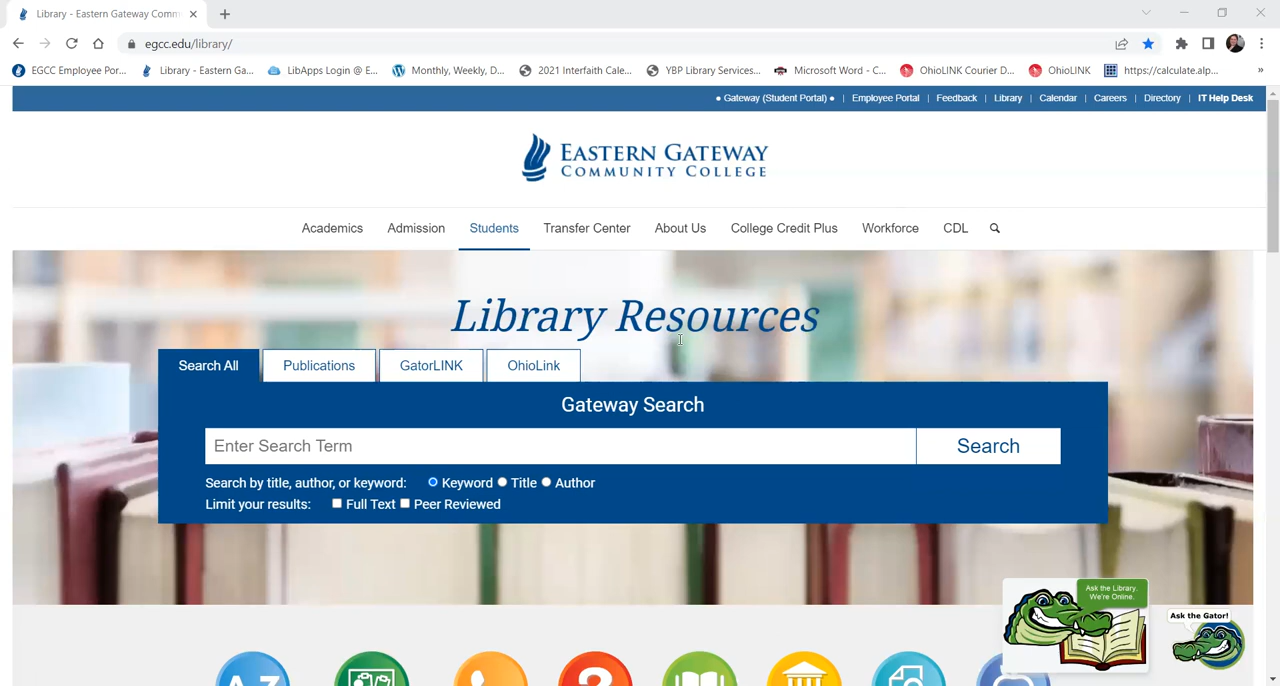 Library - Eastern Gateway Comm
egcc.edu/library/
EGCC Employee Por...
Library - Eastern Ga...
LibApps Login @ E...
Monthly, Weekly, D...
2021 Interfaith Cale...
YBP Library Services...
Microsoft Word - C...
OhioLINK Courier D...
OhioLINK
https://calculate.alp...
»
• Gateway (Student Portal) • | Employee Portal | Feedback | Library | Calendar | Careers | Directory | IT Help Desk
EASTERN GATEWAY
COMMUNITY COLLEGE
Academics Admission Students Transfer Center About Us College Credit Plus Workforce CDL
Library Resources
Search All Publications GatorLINK OhioLink
Gateway Search
Enter Search Term Search
Search by title, author, or keyword: Keyword Title Author
Limit your results: Full Text Peer Reviewed
Ask the Library.
We're Online.
Ask the Gator!
A-Z
?